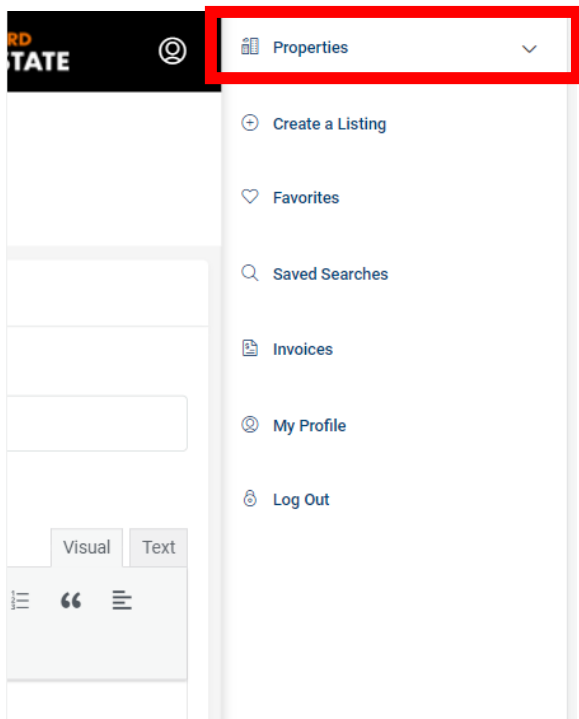 RD
STATE
Properties
Create a Listing
Favorites
Saved Searches
Invoices
My Profile
Log Out
Visual Text